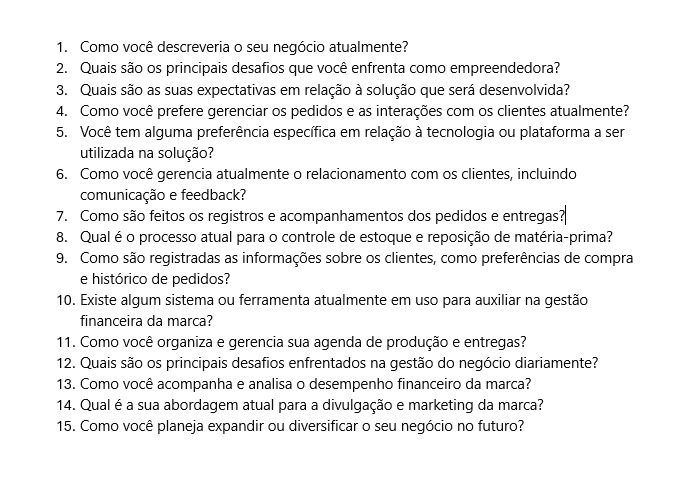 1. Como você descreveria o seu negócio atualmente?
2. Quais são os principais desafios que você enfrenta como empreendedora?
3. Quais são as suas expectativas em relação à solução que será desenvolvida?
4. Como você prefere gerenciar os pedidos e as interações com os clientes atualmente?
5. Você tem alguma preferência específica em relação à tecnologia ou plataforma a ser
utilizada na solução?
6. Como você gerencia atualmente o relacionamento com os clientes, incluindo
comunicação e feedback?
7. Como são feitos os registros e acompanhamentos dos pedidos e entregas?
8. Qual é o processo atual para o controle de estoque e reposição de matéria-prima?
9. Como são registradas as informações sobre os clientes, como preferências de compra
e histórico de pedidos?
10. Existe algum sistema ou ferramenta atualmente em uso para auxiliar na gestão
financeira da marca?
11. Como você organiza e gerencia sua agenda de produção e entregas?
12. Quais são os principais desafios enfrentados na gestão do negócio diariamente?
13. Como você acompanha e analisa o desempenho financeiro da marca?
14. Qual é a sua abordagem atual para a divulgação e marketing da marca?
15. Como você planeja expandir ou diversificar o seu negócio no futuro?